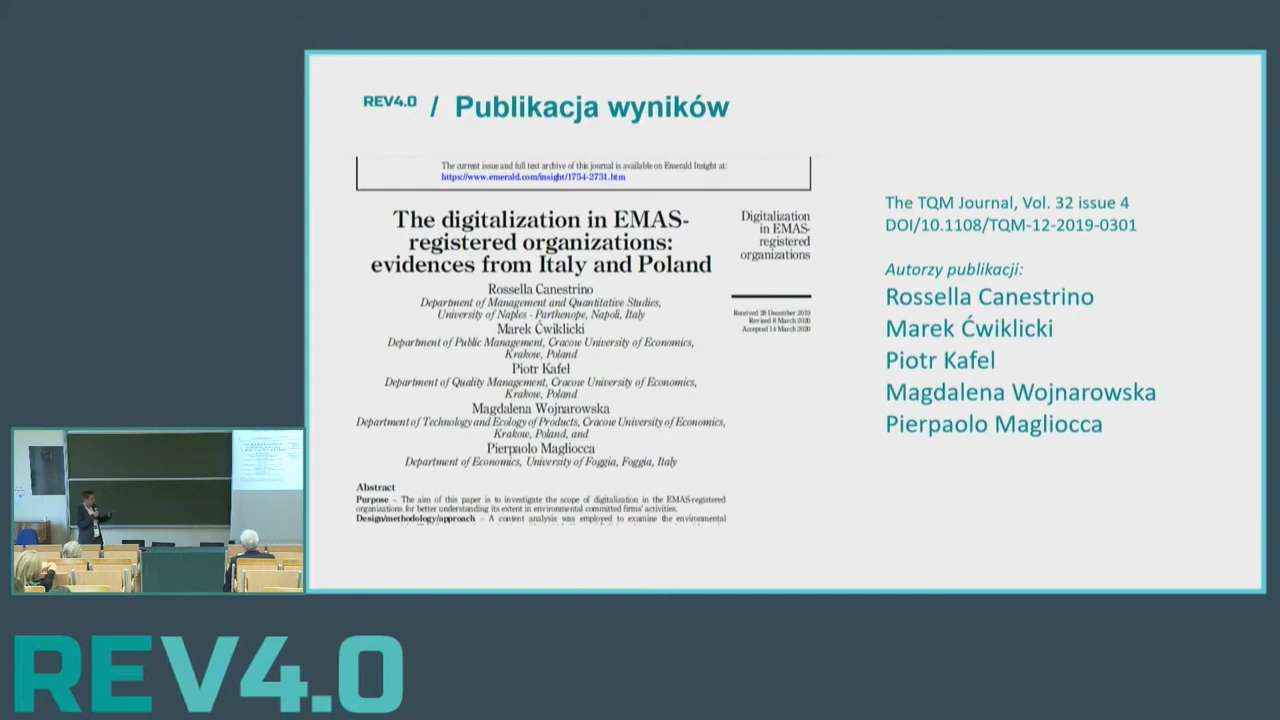 REV4.0 / Publikacja wyników
The current issue and full text archive of this journal is available on Emerald Insight at:
https://www.emerald.com/insight/1754-2731.htm
The digitalization in EMAS-
registered organizations:
evidences from Italy and Poland
Rossella Canestrino
Department of Management and Quantitative Studies,
University of Naples - Parthenope, Napoli, Italy
Marek Ćwiklicki
Department of Public Management, Cracow University of Economics,
Krakow, Poland
Piotr Kafel
Department of Quality Management, Cracow University of Economics,
Krakow, Poland
Magdalena Wojnarowska
Department of Technology and Ecology of Products, Cracow University of Economics,
Krakow, Poland, and
Pierpaolo Magliocca
Department of Economics, University of Foggia, Foggia, Italy
Abstract
Purpose – The aim of this paper is to investigate the scope of digitalization in the EMAS-registered
organizations for better understanding its extent in environmental committed firms' activities.
Design/methodology/approach – A content analysis was employed to examine the environmental
Digitalization
in EMAS-
registered
organizations
Received 28 December 2019
Revised 8 March 2020
Accepted 14 March 2020
The TQM Journal, Vol. 32 issue 4
DOI/10.1108/TQM-12-2019-0301
Autorzy publikacji:
Rossella Canestrino
Marek Ćwiklicki
Piotr Kafel
Magdalena Wojnarowska
Pierpaolo Magliocca
REV4.0